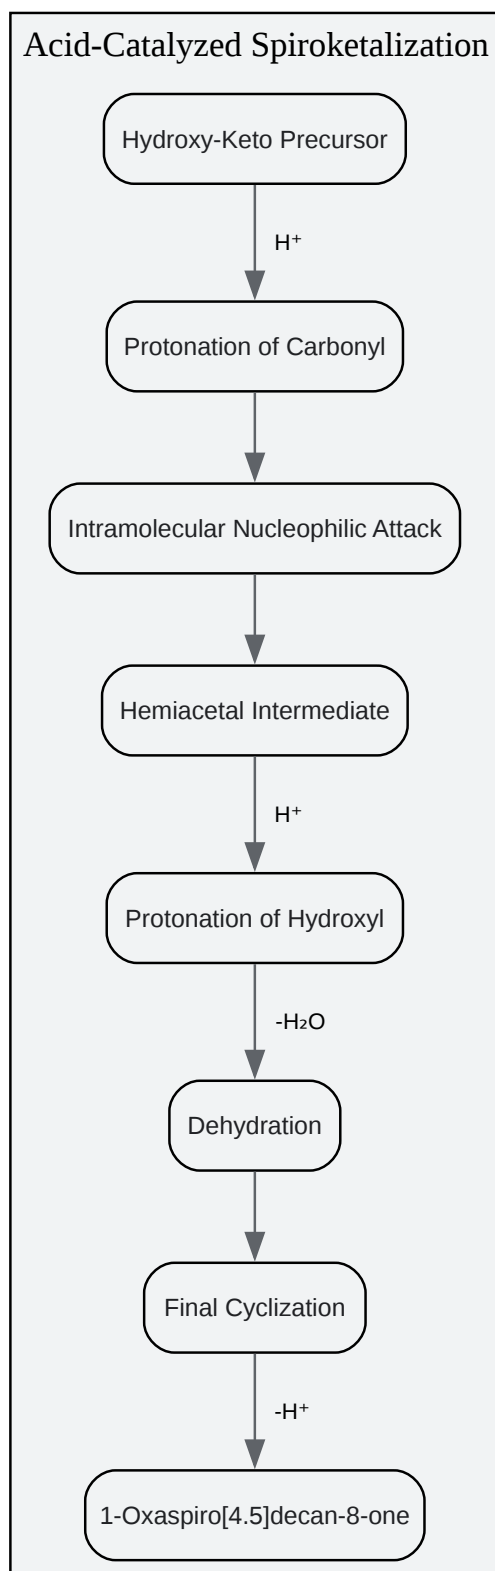 Acid-Catalyzed Spiroketalization
Hydroxy-Keto Precursor
H⁺
Protonation of Carbonyl
Intramolecular Nucleophilic Attack
Hemiacetal Intermediate
H⁺
Protonation of Hydroxyl
-H₂O
Dehydration
Final Cyclization
-H⁺
1-Oxaspiro[4.5]decan-8-one